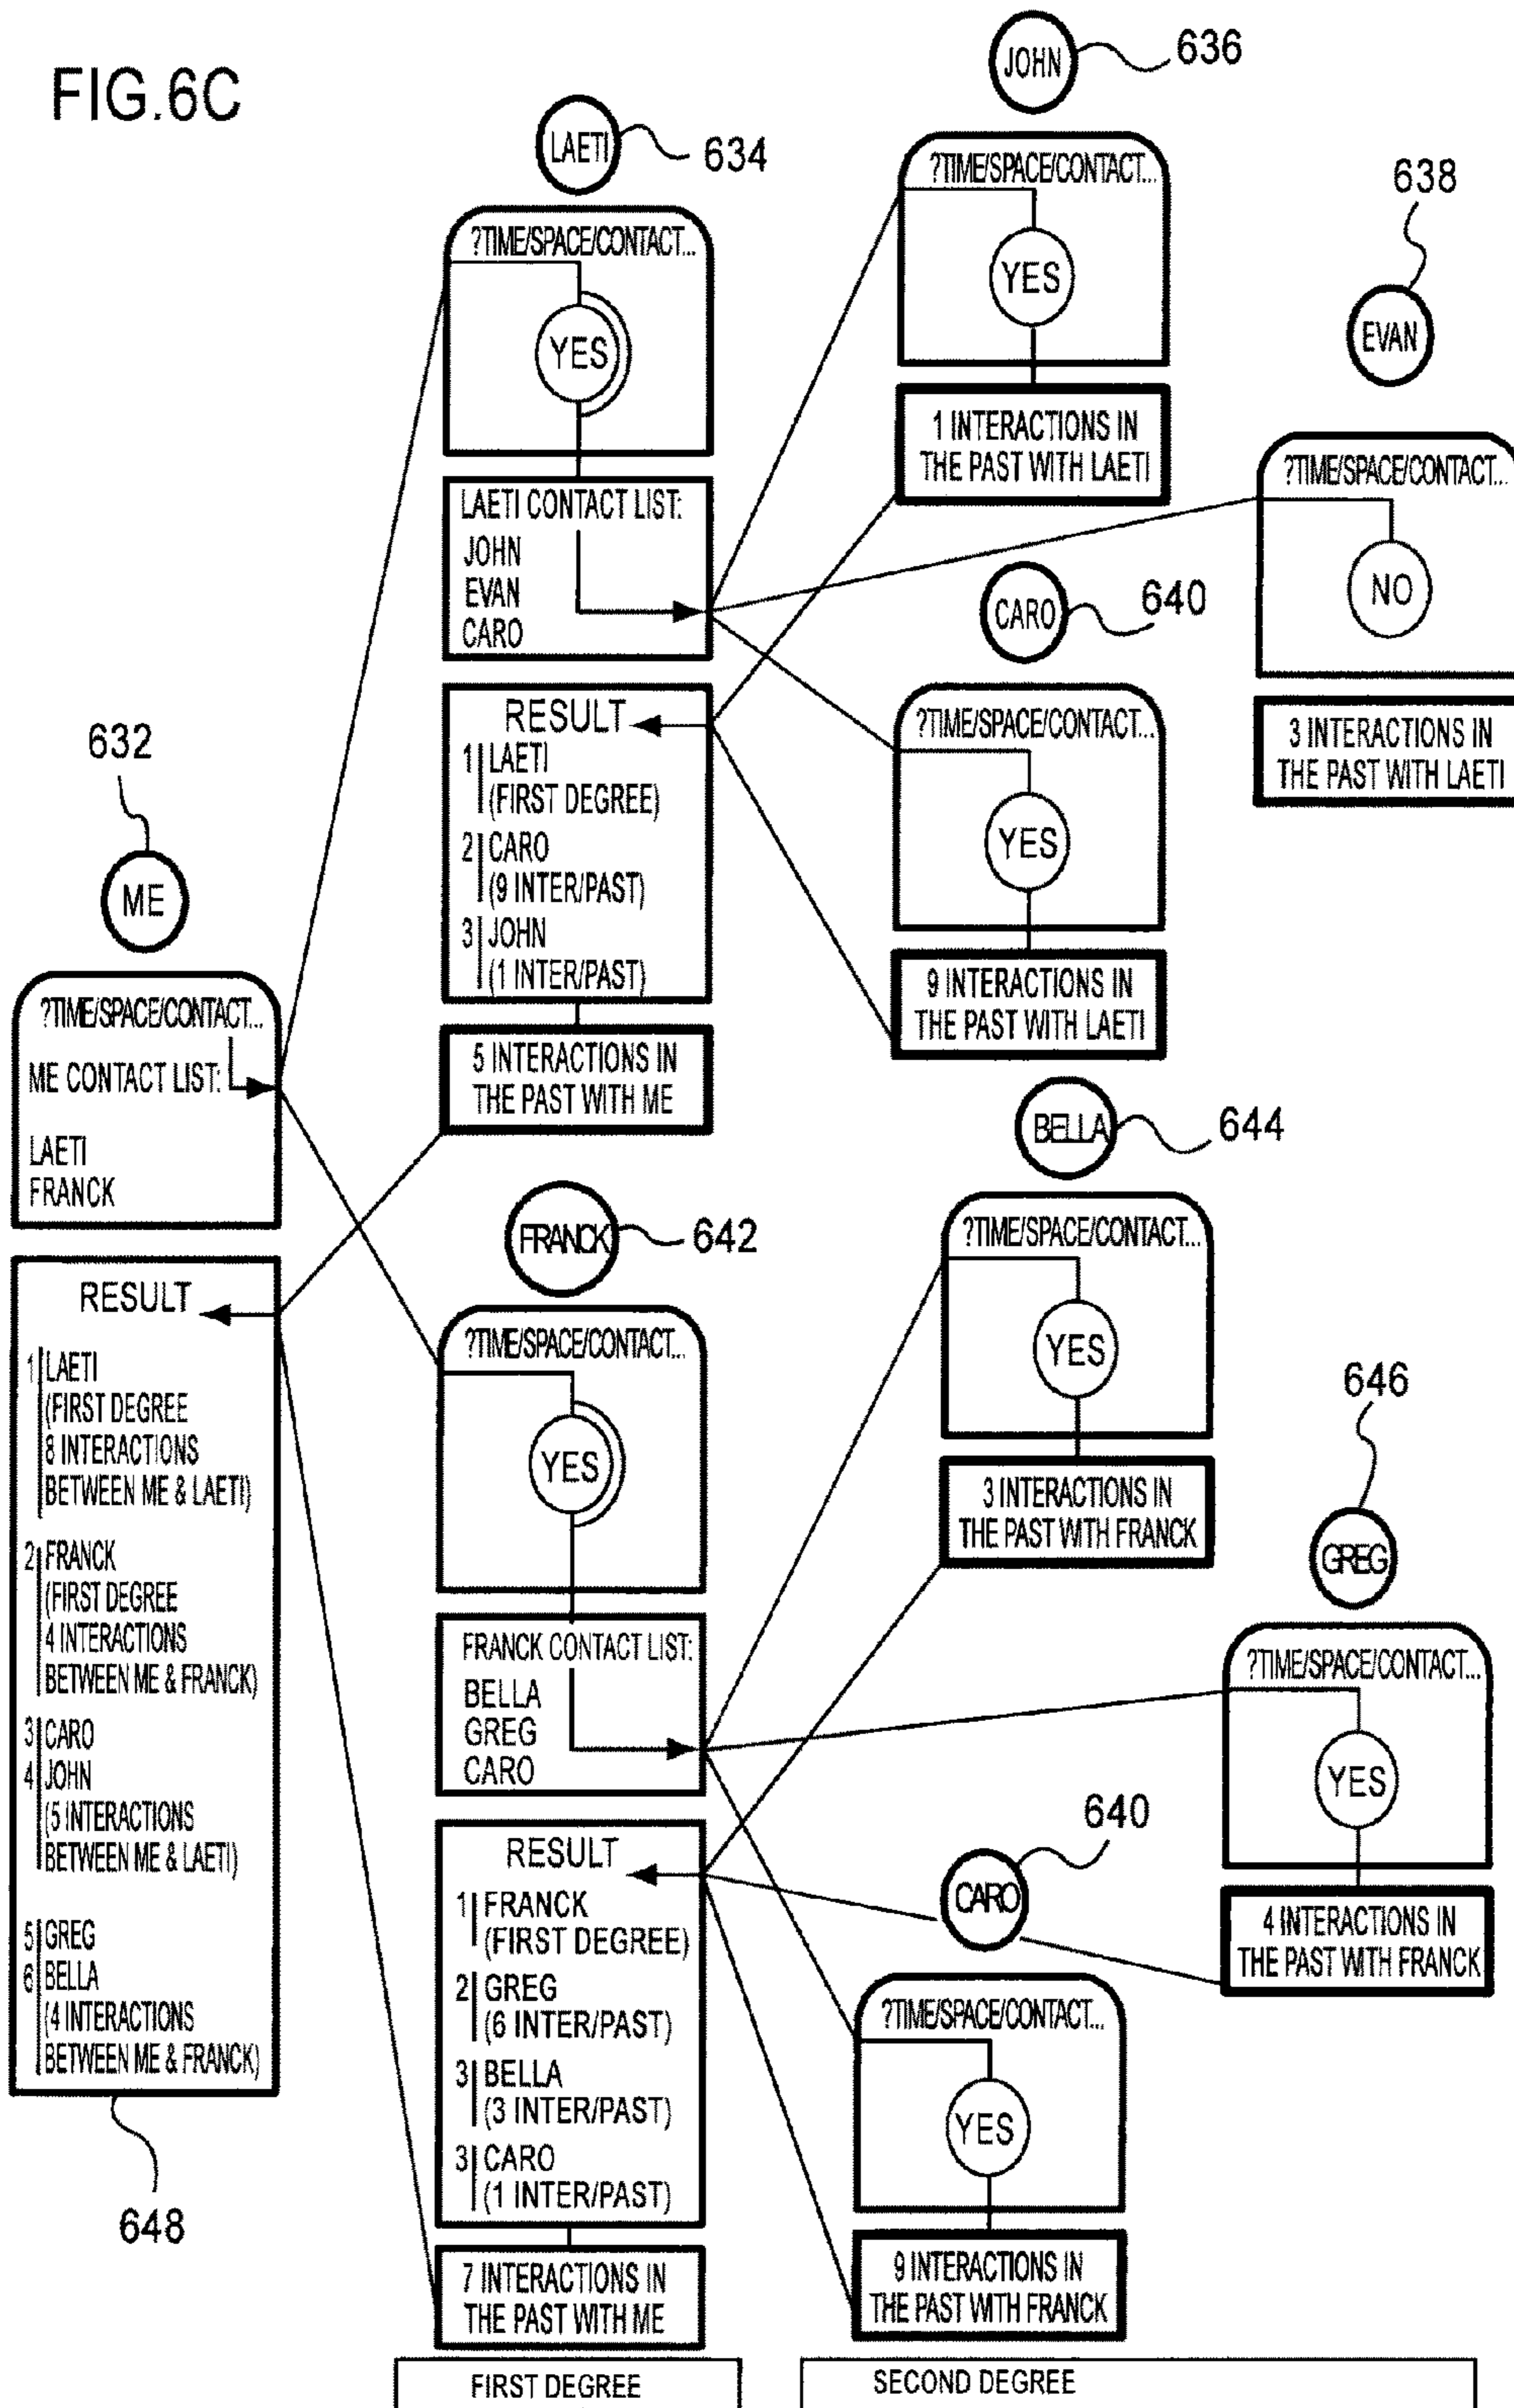 FIG.6C
JOHN
636
?TIME/SPACE/CONTACT...
YES
1 INTERACTIONS IN
THE PAST WITH LAETI
LAETI
634
?TIME/SPACE/CONTACT...
YES
LAETI CONTACT LIST:
JOHN
EVAN
CARO
RESULT
1 LAETI
(FIRST DEGREE)
2 CARO
(9 INTER/PAST)
3 JOHN
(1 INTER/PAST)
5 INTERACTIONS IN
THE PAST WITH ME
638
EVAN
?TIME/SPACE/CONTACT...
NO
3 INTERACTIONS IN
THE PAST WITH LAETI
CARO
640
?TIME/SPACE/CONTACT...
YES
9 INTERACTIONS IN
THE PAST WITH LAETI
632
ME
?TIME/SPACE/CONTACT...
ME CONTACT LIST:
LAETI
FRANCK
RESULT
1 LAETI
(FIRST DEGREE
8 INTERACTIONS
BETWEEN ME & LAETI)
2 FRANCK
(FIRST DEGREE
4 INTERACTIONS
BETWEEN ME & FRANCK)
3 CARO
4 JOHN
(5 INTERACTIONS
BETWEEN ME & LAETI)
5 GREG
6 BELLA
(4 INTERACTIONS
BETWEEN ME & FRANCK)
648
FRANCK
642
?TIME/SPACE/CONTACT...
YES
FRANCK CONTACT LIST:
BELLA
GREG
CARO
RESULT
1 FRANCK
(FIRST DEGREE)
2 GREG
(6 INTER/PAST)
3 BELLA
(3 INTER/PAST)
3 CARO
(1 INTER/PAST)
7 INTERACTIONS IN
THE PAST WITH ME
BELLA
644
?TIME/SPACE/CONTACT...
YES
3 INTERACTIONS IN
THE PAST WITH FRANCK
646
GREG
?TIME/SPACE/CONTACT...
YES
4 INTERACTIONS IN
THE PAST WITH FRANCK
640
CARO
?TIME/SPACE/CONTACT...
YES
9 INTERACTIONS IN
THE PAST WITH FRANCK
FIRST DEGREE
SECOND DEGREE